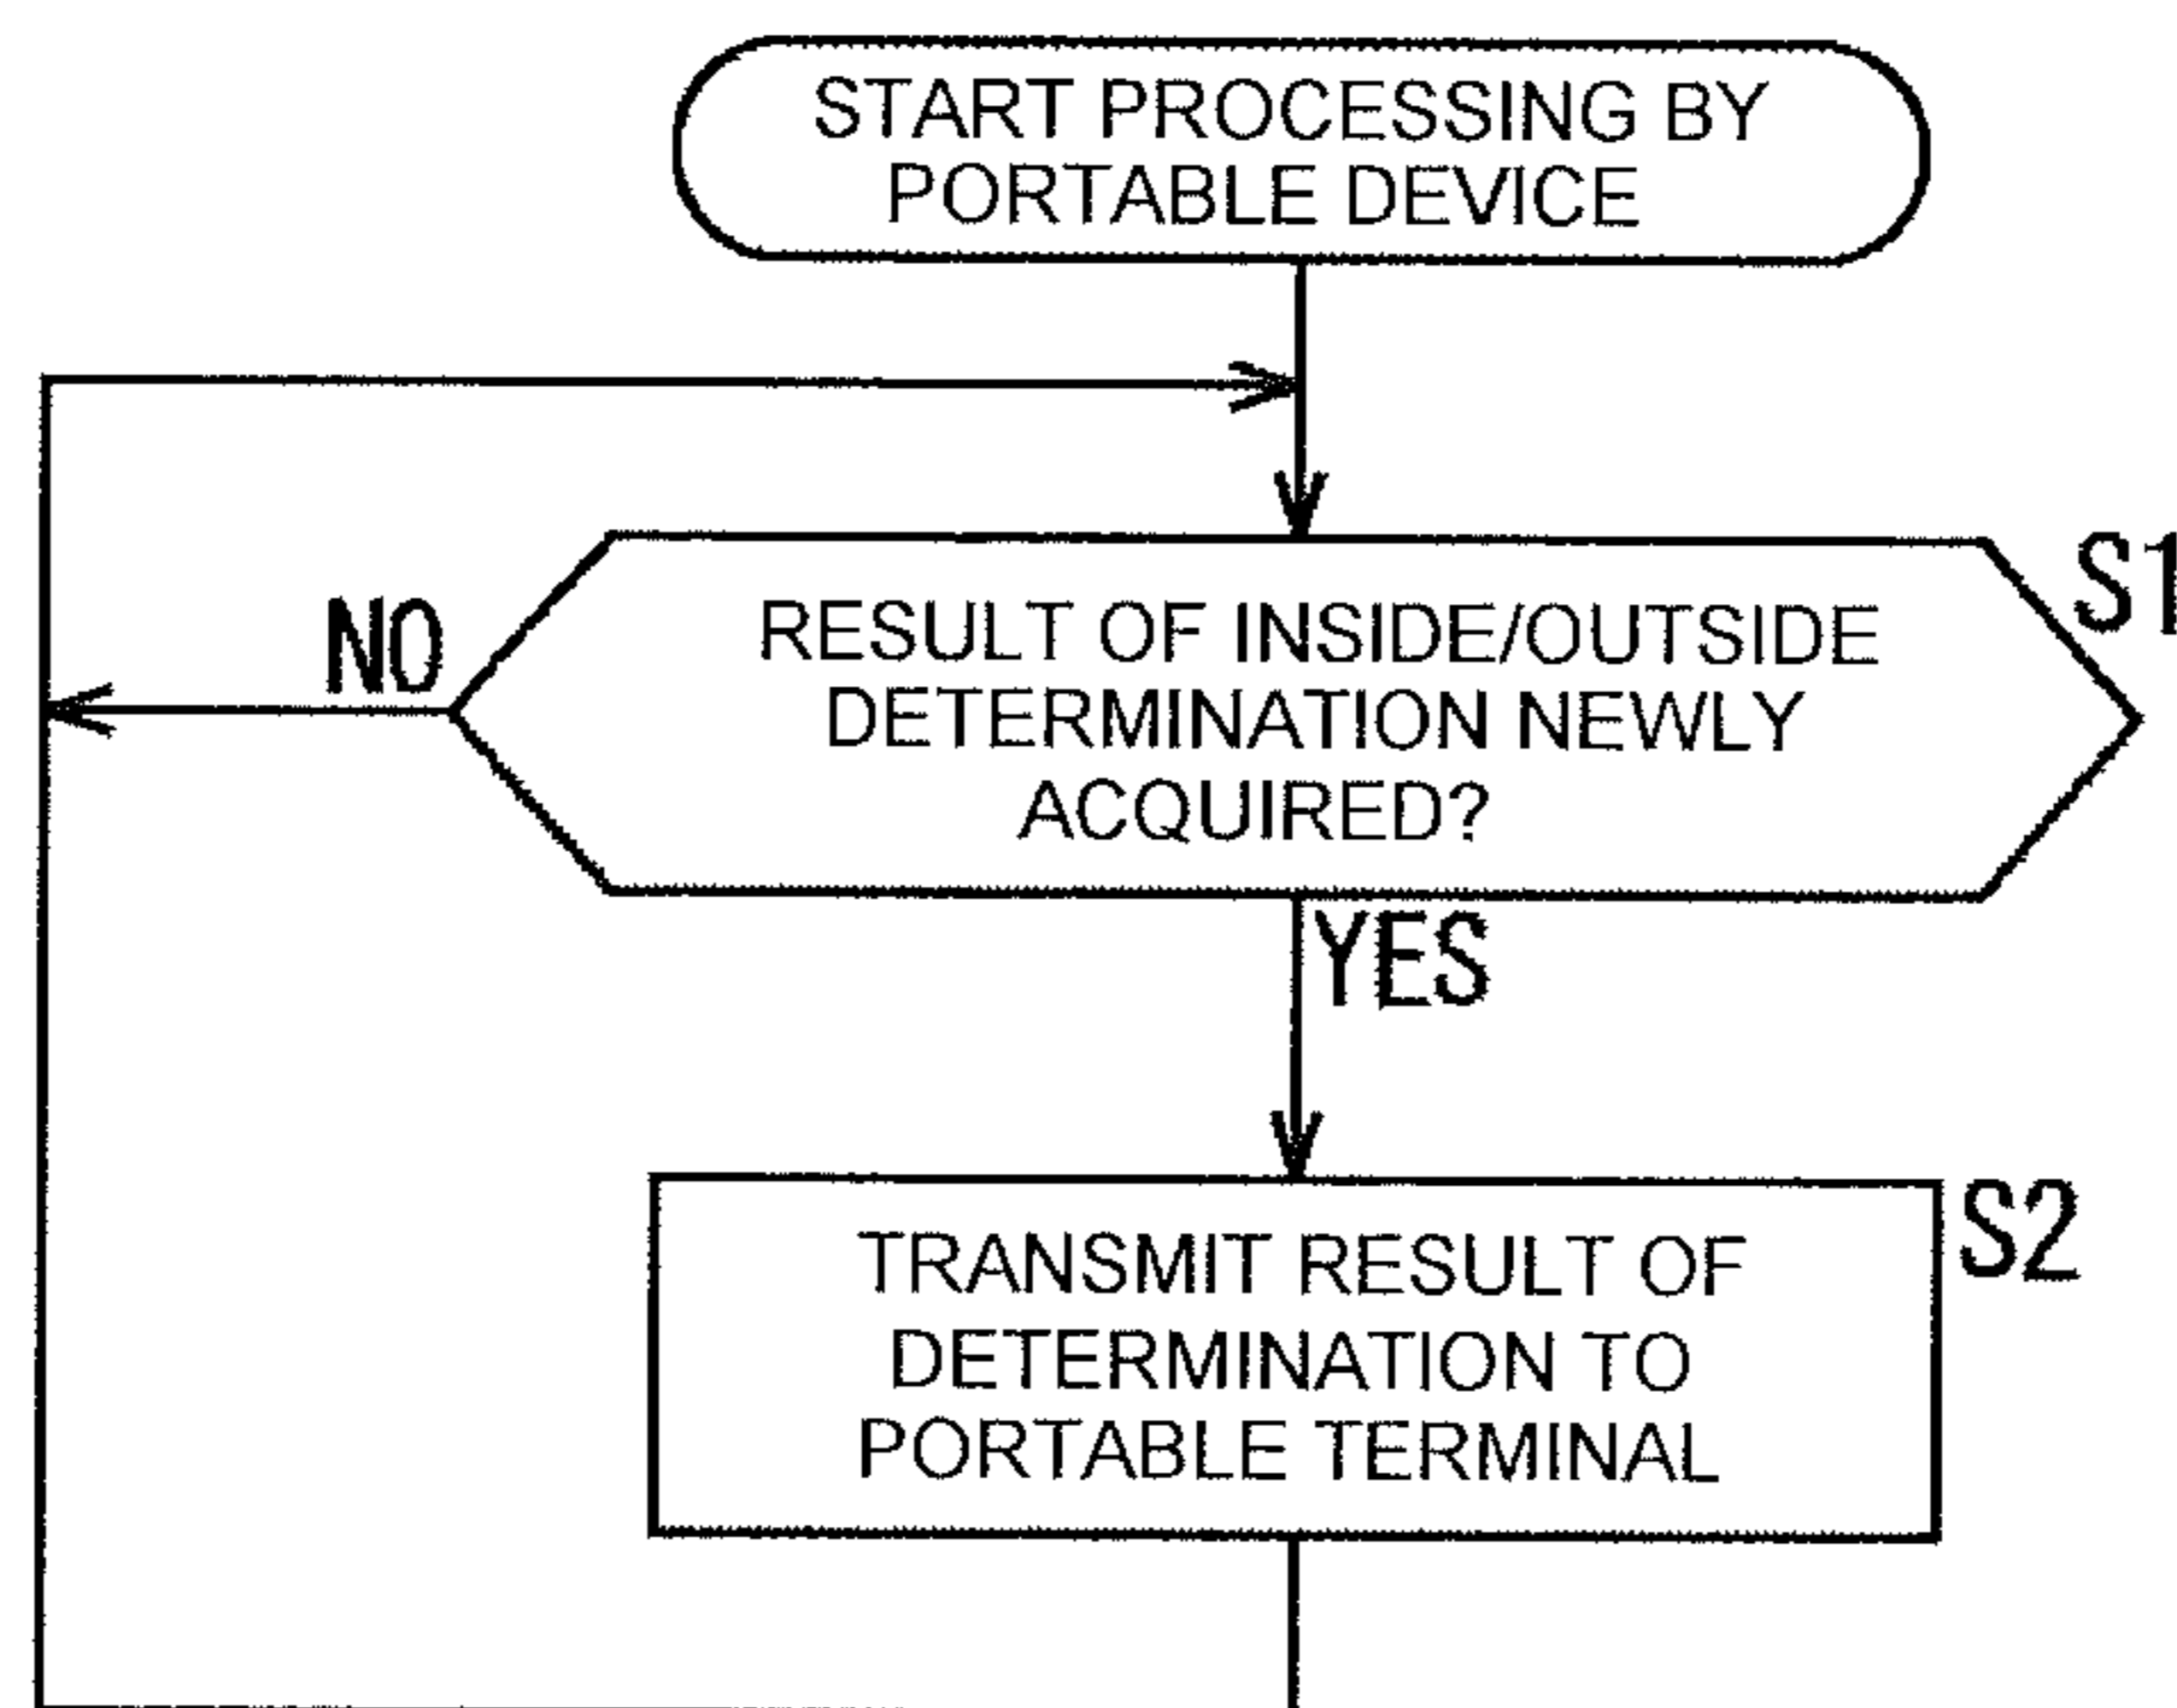 START PROCESSING BY
PORTABLE DEVICE
S1
NO
RESULT OF INSIDE/OUTSIDE
DETERMINATION NEWLY
ACQUIRED?
YES
S2
TRANSMIT RESULT OF
DETERMINATION TO
PORTABLE TERMINAL